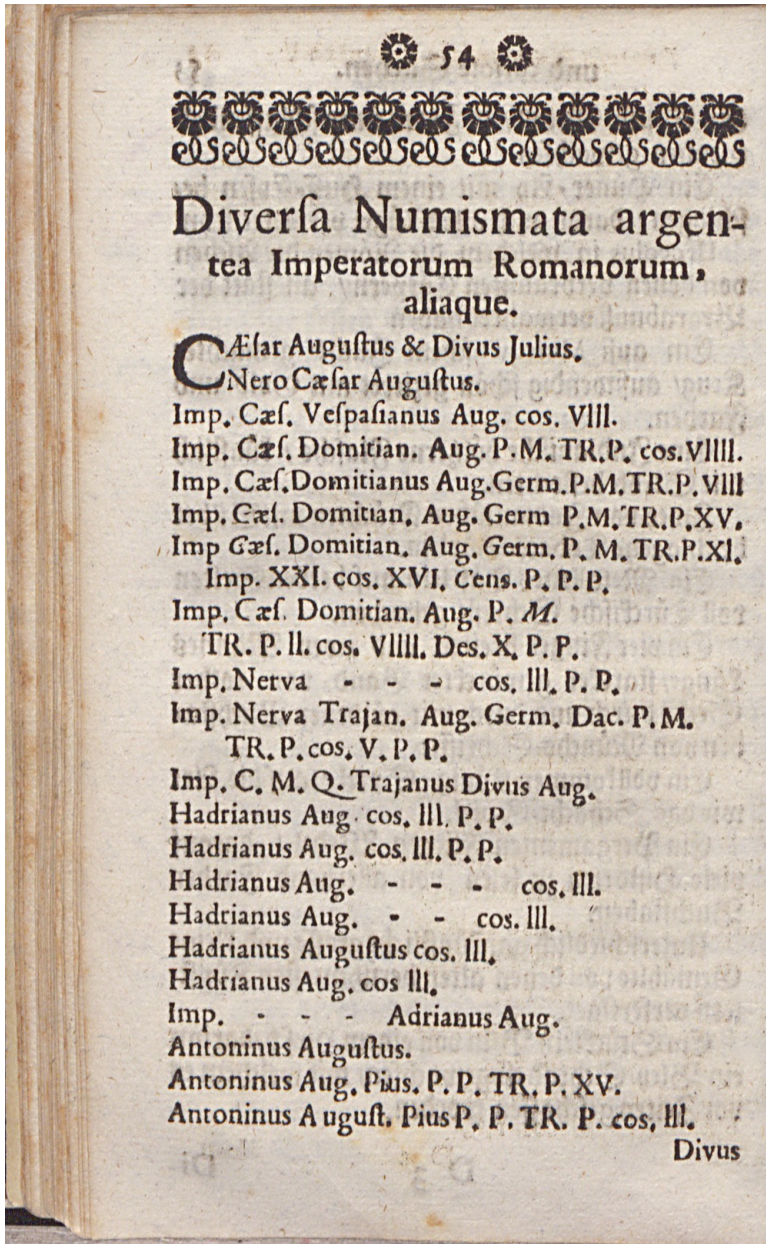 54
Diverſa Numismata argen-
tea Imperatorum Romanorum,
aliaque.
CÆſar Auguſtus & Divus Julius.
Nero Cæſar Auguſtus.
Imp. Cæſ. Veſpaſianus Aug. cos. VIII.
Imp. Cæſ. Domitian. Aug. P. M. TR. P. cos. VIIII.
Imp. Cæſ. Domitianus Aug. Germ. P. M. TR. P. VIII
Imp. Cæſ. Domitian. Aug. Germ P. M. TR. P. XV.
Imp Cæſ. Domitian. Aug. Germ. P. M. TR. P. XI.
Imp. XXI. cos. XVI. Cens. P. P. P.
Imp. Cæſ. Domitian. Aug. P. M.
TR. P. II. cos. VIIII. Des. X. P. P.
Imp. Nerva - - - cos. III. P. P.
Imp. Nerva Trajan. Aug. Germ. Dac. P. M.
TR. P. cos. V. P. P.
Imp. C. M. Q. Trajanus Divus Aug.
Hadrianus Aug. cos. III. P. P.
Hadrianus Aug. cos. III. P. P.
Hadrianus Aug. - - - cos. III.
Hadrianus Aug. - - cos. III.
Hadrianus Auguſtus cos. III.
Hadrianus Aug. cos III.
Imp. - - - Adrianus Aug.
Antoninus Auguſtus.
Antoninus Aug. Pius. P. P. TR. P. XV.
Antoninus Auguſt. Pius P. P. TR. P. cos. III.
Divus